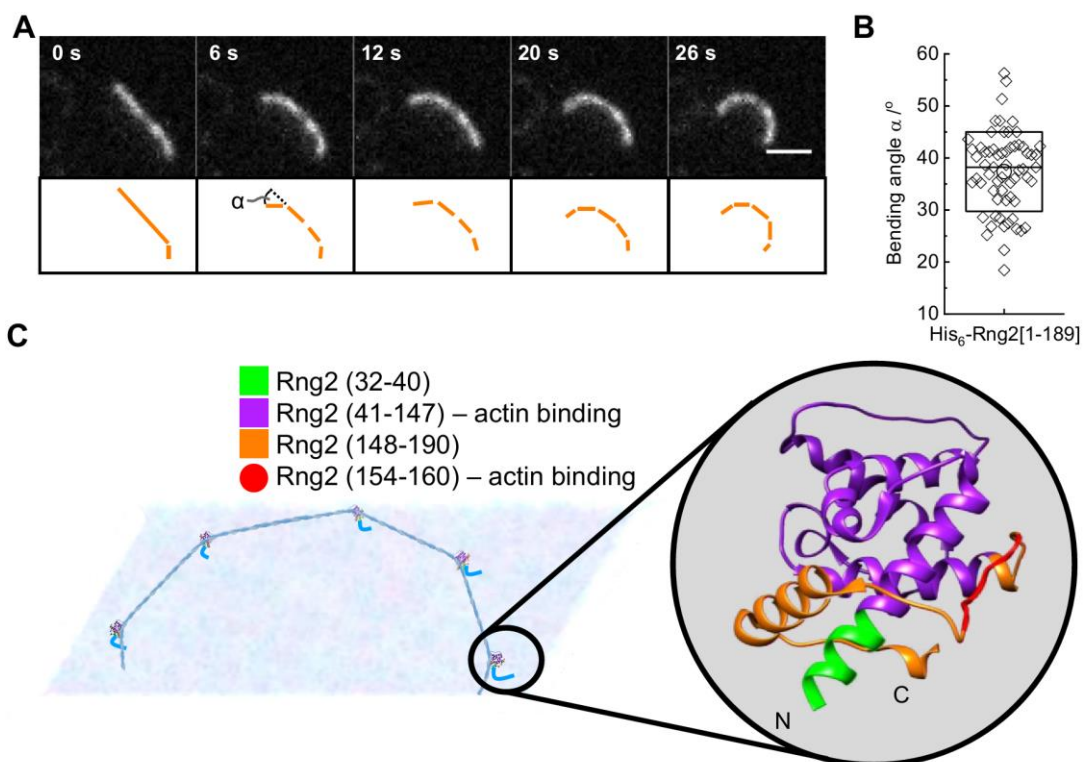 A
0 s
6 s
12 s
20 s
26 s
α
B
60
50
40
30
20
10
Bending angle α /°
His₆-Rng2[1-189]
C
Rng2 (32-40)
Rng2 (41-147) – actin binding
Rng2 (148-190)
Rng2 (154-160) – actin binding
N
C